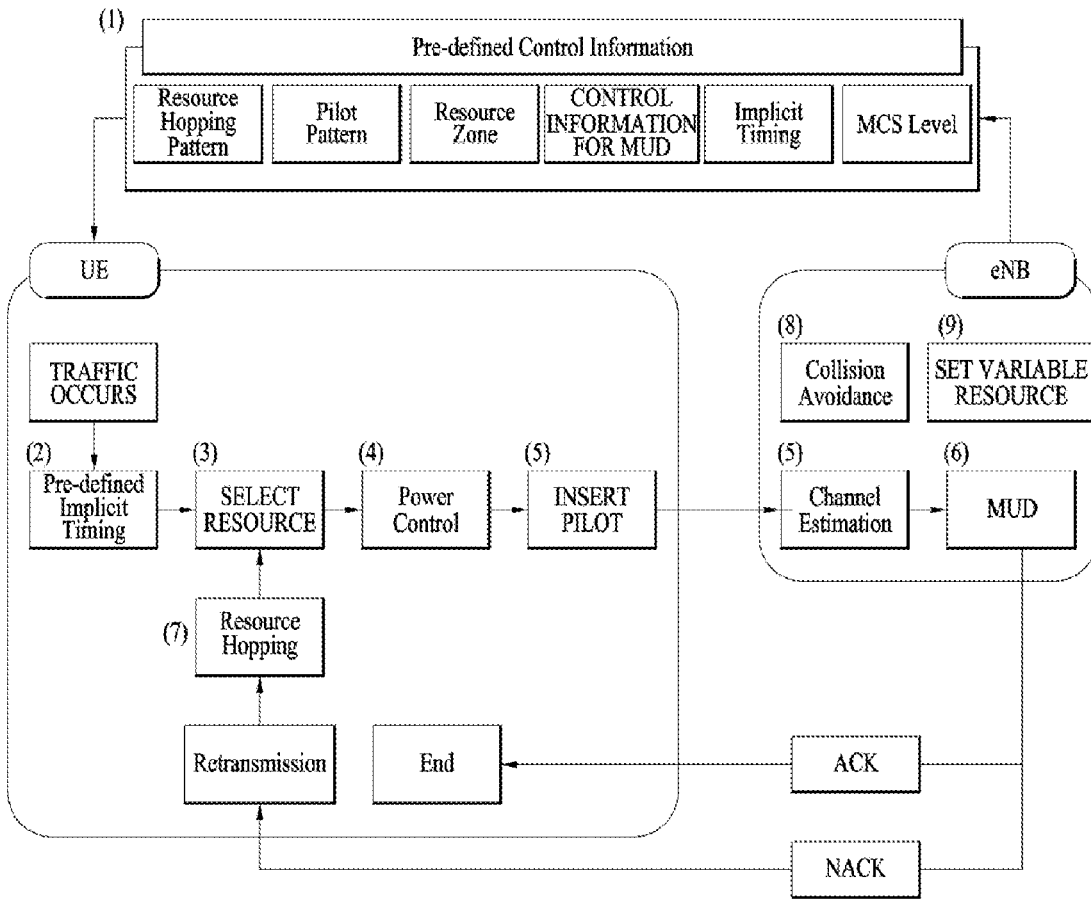 (1)
Pre-defined Control Information
Resource
Hopping
Pattern
Pilot
Pattern
Resource
Zone
CONTROL
INFORMATION
FOR MUD
Implicit
Timing
MCS Level
UE
eNB
TRAFFIC
OCCURS
(8)
Collision
Avoidance
(9)
SET VARIABLE
RESOURCE
(2)
Pre-defined
Implicit
Timing
(3)
SELECT
RESOURCE
(4)
Power
Control
(5)
INSERT
PILOT
(5)
Channel
Estimation
(6)
MUD
(7)
Resource
Hopping
Retransmission
End
ACK
NACK